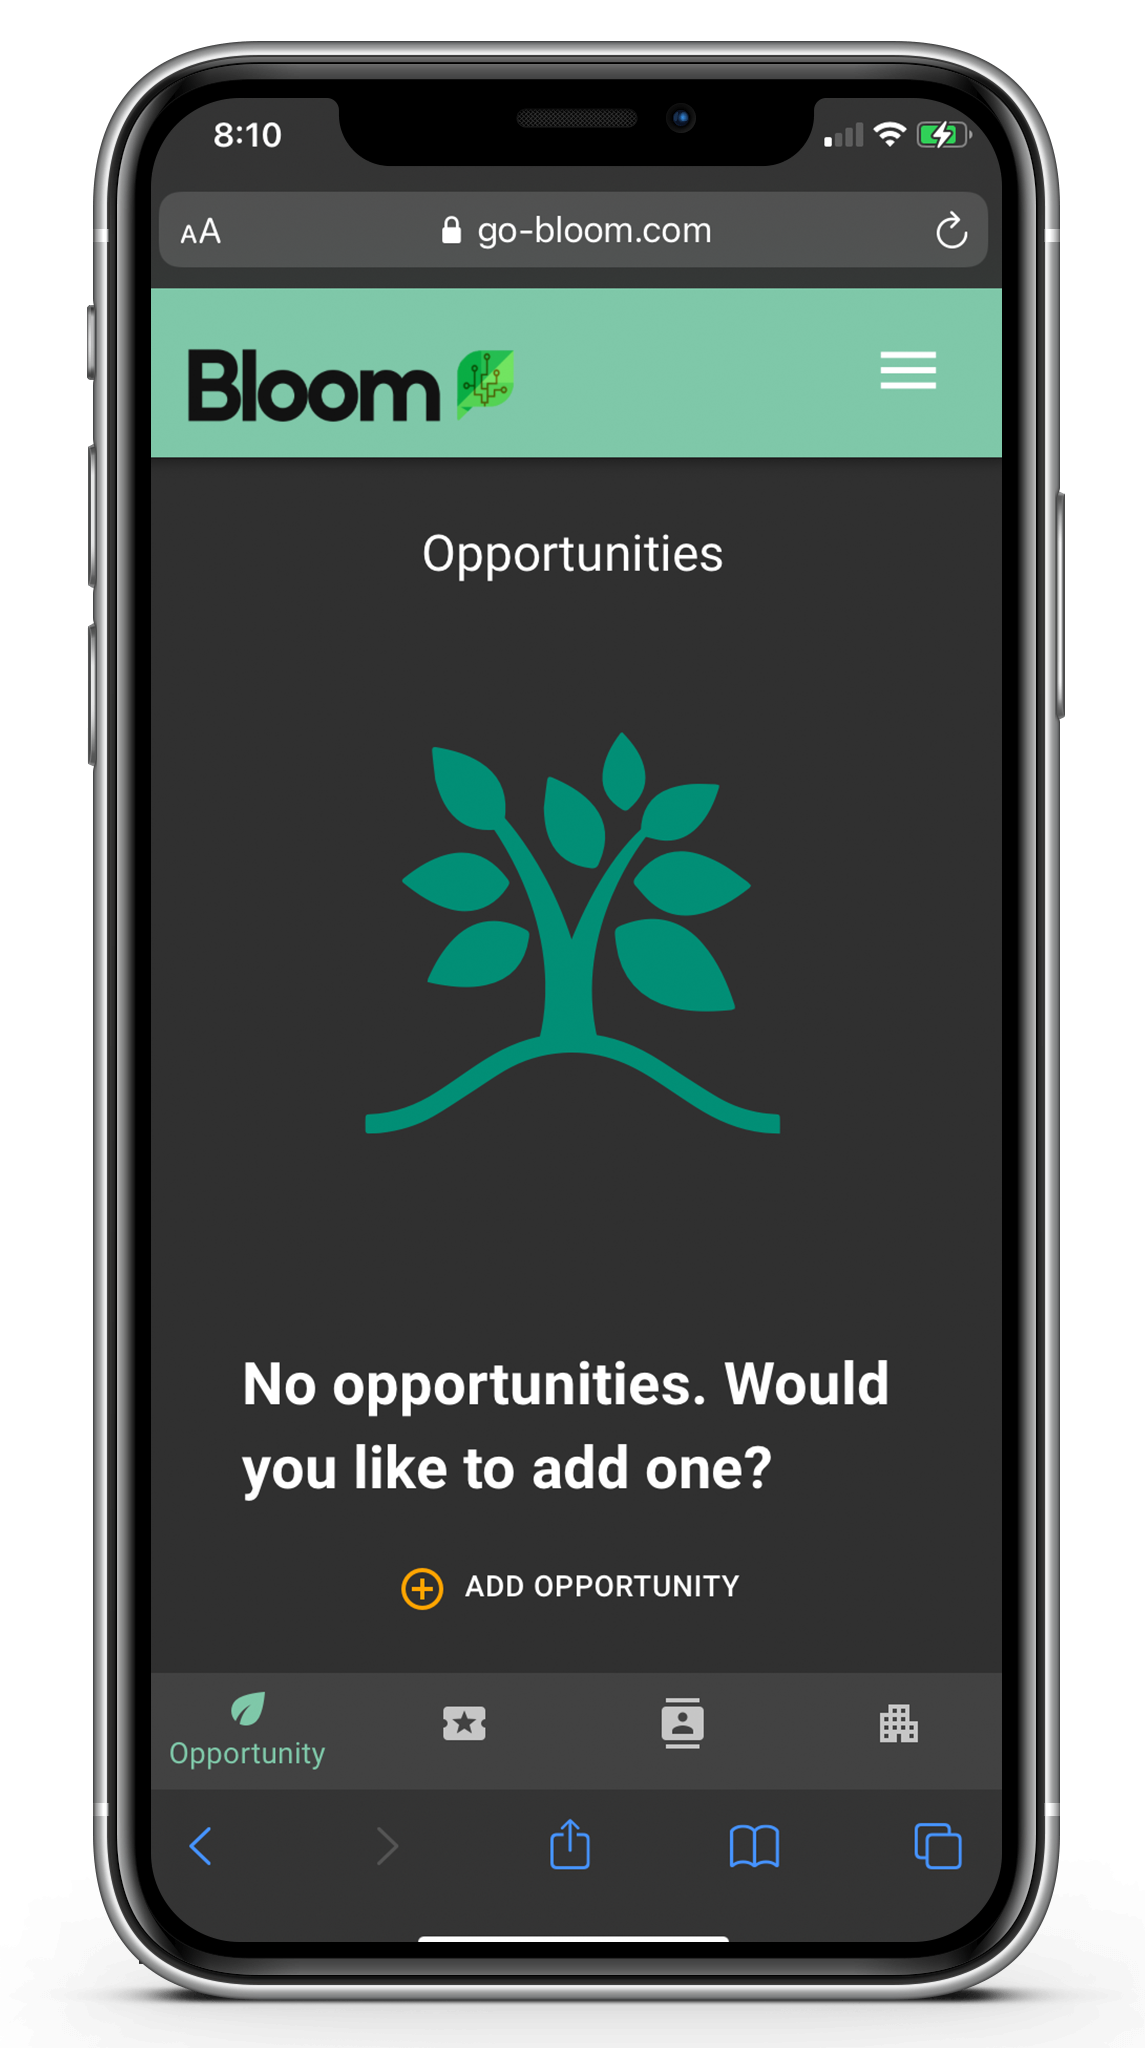 8:10
AA
go-bloom.com
Bloom
Opportunities
No opportunities. Would
you like to add one?
ADD OPPORTUNITY
Opportunity